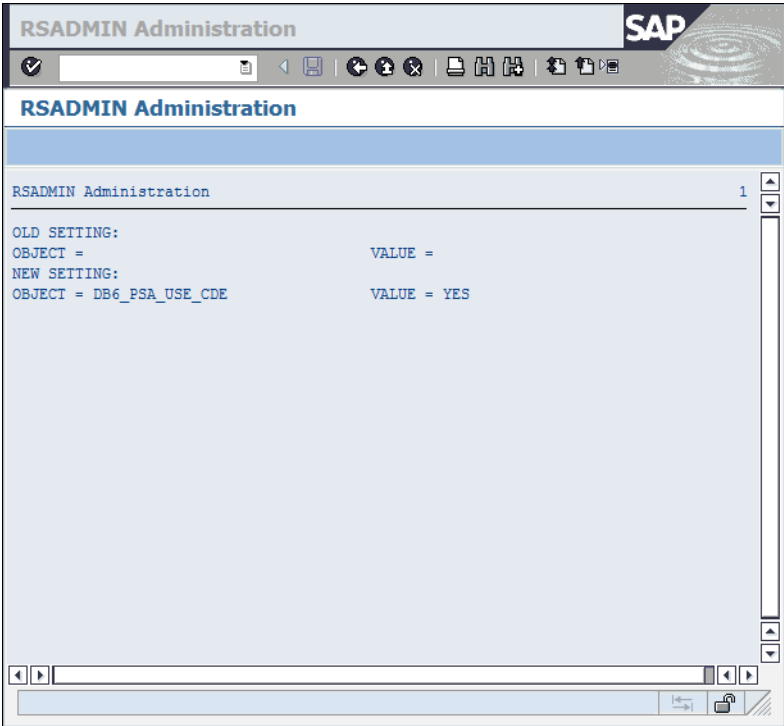 RSADMIN Administration
SAP
RSADMIN Administration
RSADMIN Administration 1
OLD SETTING:
OBJECT = VALUE =
NEW SETTING:
OBJECT = DB6_PSA_USE_CDE VALUE = YES